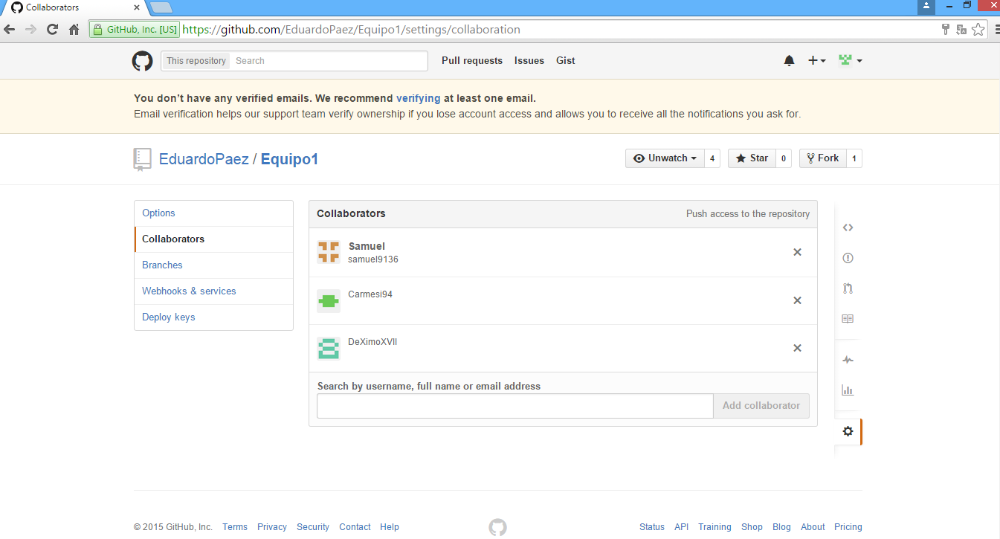 Collaborators
GitHub, Inc. [US] https://github.com/EduardoPaez/Equipo1/settings/collaboration
This repository Search Pull requests Issues Gist
You don't have any verified emails. We recommend verifying at least one email.
Email verification helps our support team verify ownership if you lose account access and allows you to receive all the notifications you ask for.
EduardoPaez / Equipo1 Unwatch 4 Star 0 Fork 1
Options
Collaborators
Branches
Webhooks & services
Deploy keys
Collaborators Push access to the repository
Samuel
samuel9136
Carmesi94
DeXimoXVII
Search by username, full name or email address
Add collaborator
© 2015 GitHub, Inc. Terms Privacy Security Contact Help Status API Training Shop Blog About Pricing